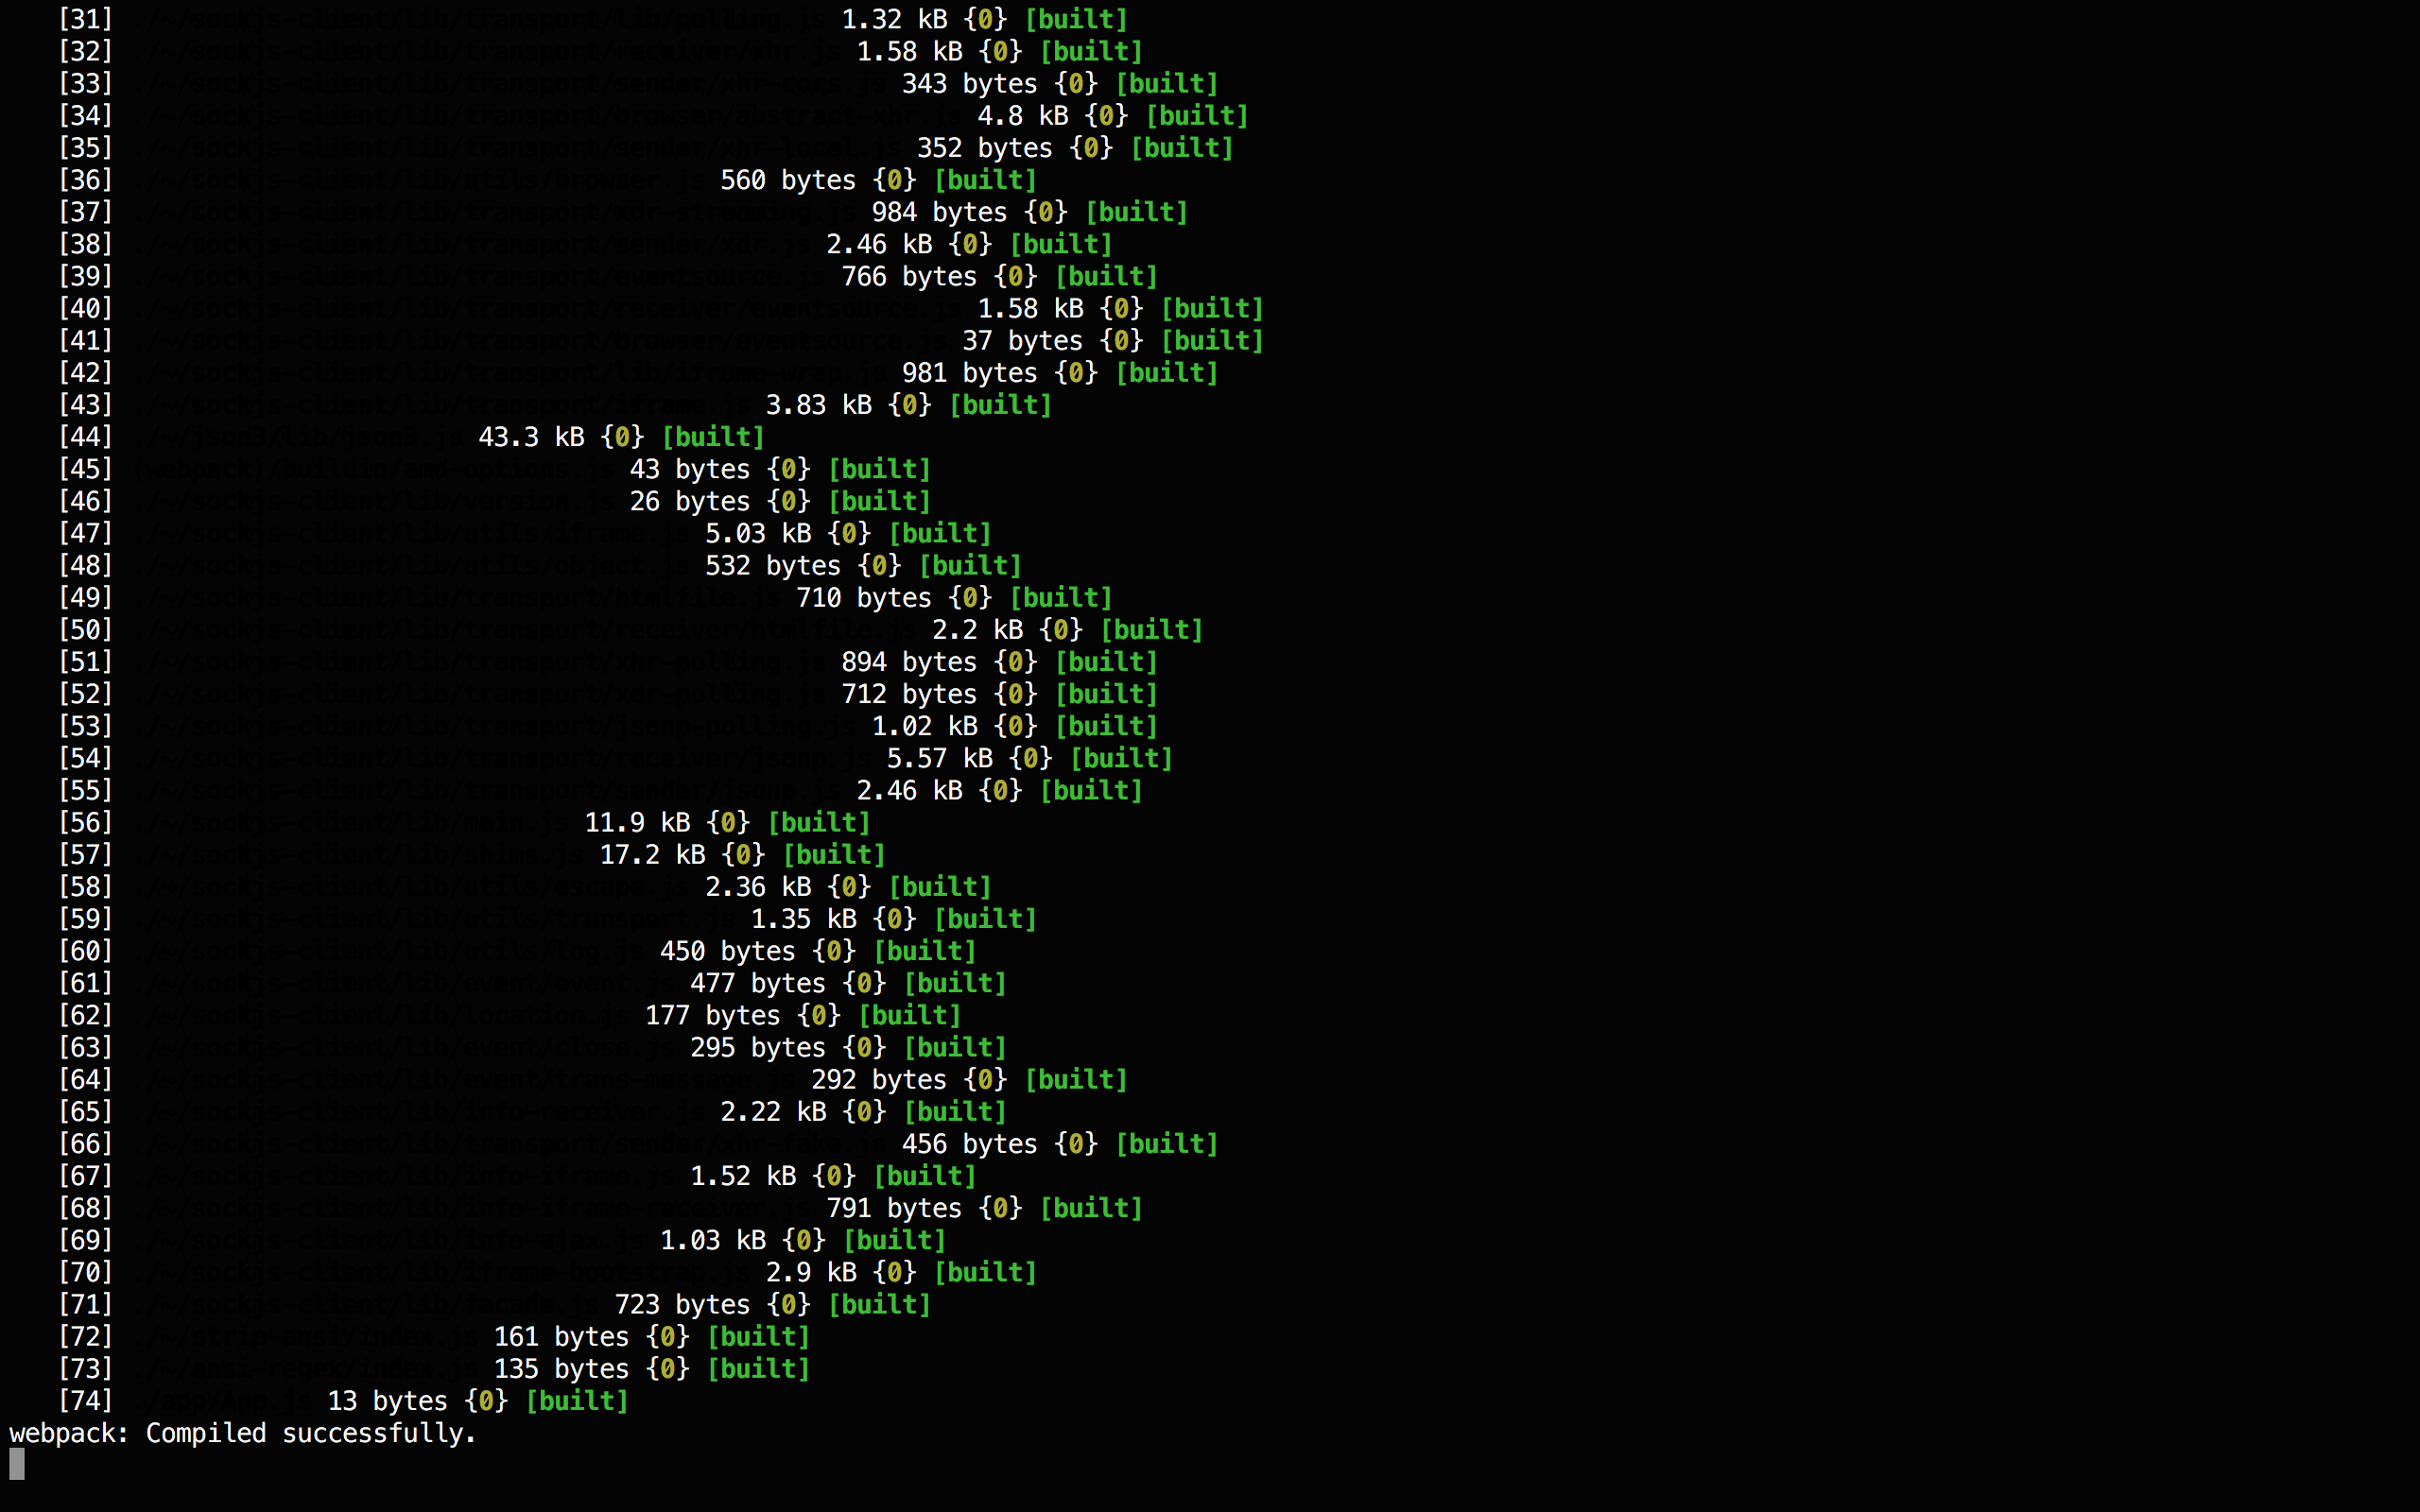 [31] ./~/sockjs-client/lib/transport/lib/polling.js 1.32 kB {0} [built]
[32] ./~/sockjs-client/lib/transport/receiver/xhr.js 1.58 kB {0} [built]
[33] ./~/sockjs-client/lib/transport/sender/xhr-cors.js 343 bytes {0} [built]
[34] ./~/sockjs-client/lib/transport/browser/abstract-xhr.js 4.8 kB {0} [built]
[35] ./~/sockjs-client/lib/transport/sender/xhr-local.js 352 bytes {0} [built]
[36] ./~/sockjs-client/lib/utils/browser.js 560 bytes {0} [built]
[37] ./~/sockjs-client/lib/transport/xdr-streaming.js 984 bytes {0} [built]
[38] ./~/sockjs-client/lib/transport/sender/xdr.js 2.46 kB {0} [built]
[39] ./~/sockjs-client/lib/transport/eventsource.js 766 bytes {0} [built]
[40] ./~/sockjs-client/lib/transport/receiver/eventsource.js 1.58 kB {0} [built]
[41] ./~/sockjs-client/lib/transport/browser/eventsource.js 37 bytes {0} [built]
[42] ./~/sockjs-client/lib/transport/lib/iframe-wrap.js 981 bytes {0} [built]
[43] ./~/sockjs-client/lib/transport/iframe.js 3.83 kB {0} [built]
[44] ./~/json3/lib/json3.js 43.3 kB {0} [built]
[45] (webpack)/buildin/amd-options.js 43 bytes {0} [built]
[46] ./~/sockjs-client/lib/version.js 26 bytes {0} [built]
[47] ./~/sockjs-client/lib/utils/iframe.js 5.03 kB {0} [built]
[48] ./~/sockjs-client/lib/utils/object.js 532 bytes {0} [built]
[49] ./~/sockjs-client/lib/transport/htmlfile.js 710 bytes {0} [built]
[50] ./~/sockjs-client/lib/transport/receiver/htmlfile.js 2.2 kB {0} [built]
[51] ./~/sockjs-client/lib/transport/xhr-polling.js 894 bytes {0} [built]
[52] ./~/sockjs-client/lib/transport/xdr-polling.js 712 bytes {0} [built]
[53] ./~/sockjs-client/lib/transport/jsonp-polling.js 1.02 kB {0} [built]
[54] ./~/sockjs-client/lib/transport/receiver/jsonp.js 5.57 kB {0} [built]
[55] ./~/sockjs-client/lib/transport/sender/jsonp.js 2.46 kB {0} [built]
[56] ./~/sockjs-client/lib/main.js 11.9 kB {0} [built]
[57] ./~/sockjs-client/lib/shims.js 17.2 kB {0} [built]
[58] ./~/sockjs-client/lib/utils/escape.js 2.36 kB {0} [built]
[59] ./~/sockjs-client/lib/utils/transport.js 1.35 kB {0} [built]
[60] ./~/sockjs-client/lib/utils/log.js 450 bytes {0} [built]
[61] ./~/sockjs-client/lib/event/event.js 477 bytes {0} [built]
[62] ./~/sockjs-client/lib/location.js 177 bytes {0} [built]
[63] ./~/sockjs-client/lib/event/close.js 295 bytes {0} [built]
[64] ./~/sockjs-client/lib/event/trans-message.js 292 bytes {0} [built]
[65] ./~/sockjs-client/lib/info-receiver.js 2.22 kB {0} [built]
[66] ./~/sockjs-client/lib/transport/sender/xhr-fake.js 456 bytes {0} [built]
[67] ./~/sockjs-client/lib/info-iframe.js 1.52 kB {0} [built]
[68] ./~/sockjs-client/lib/info-iframe-receiver.js 791 bytes {0} [built]
[69] ./~/sockjs-client/lib/info-ajax.js 1.03 kB {0} [built]
[70] ./~/sockjs-client/lib/iframe-bootstrap.js 2.9 kB {0} [built]
[71] ./~/sockjs-client/lib/facade.js 723 bytes {0} [built]
[72] ./~/strip-ansi/index.js 161 bytes {0} [built]
[73] ./~/ansi-regex/index.js 135 bytes {0} [built]
[74] ./app/App.js 13 bytes {0} [built]
webpack: Compiled successfully.